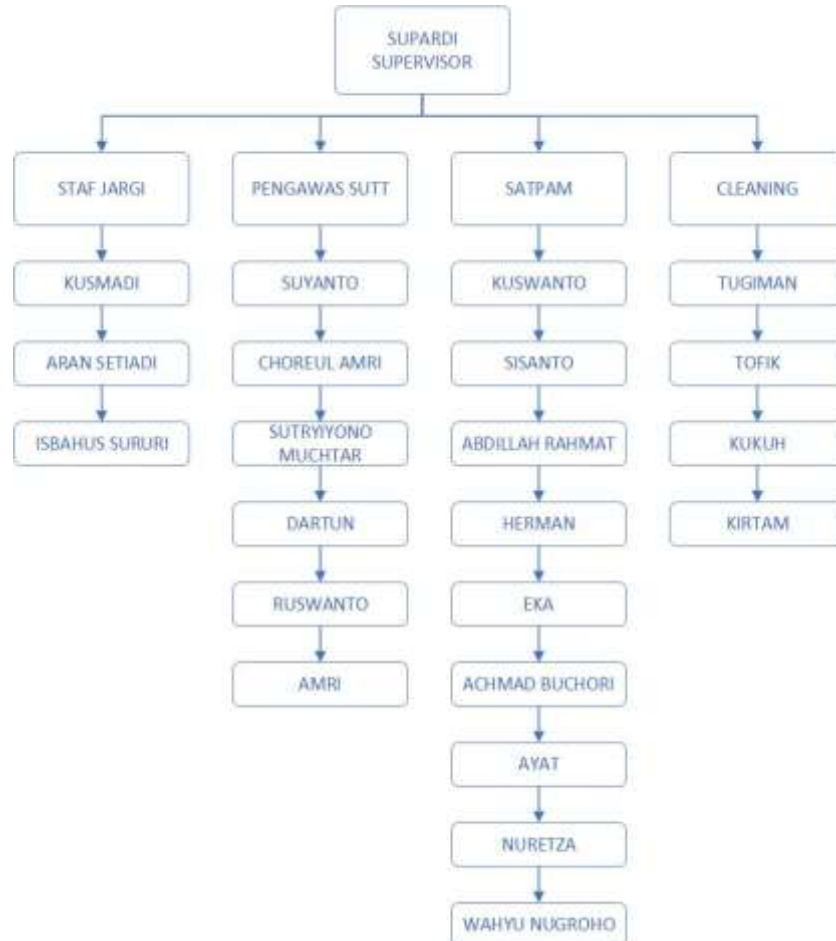 SUPARDI
SUPERVISOR
STAF JARGI
PENGAWAS SUTT
SATPAM
CLEANING
KUSMADI
SUYANTO
KUSWANTO
TUGIMAN
ARAN SETIADI
CHOREUL AMRI
SISANTO
TOFIK
ISBAHUS SURURI
SUTRYIYONO
MUCHTAR
ABDILLAH RAHMAT
KUKUH
DARTUN
HERMAN
KIRTAM
RUSWANTO
EKA
AMRI
ACHMAD BUCHORI
AYAT
NURETZA
WAHYU NUGROHO